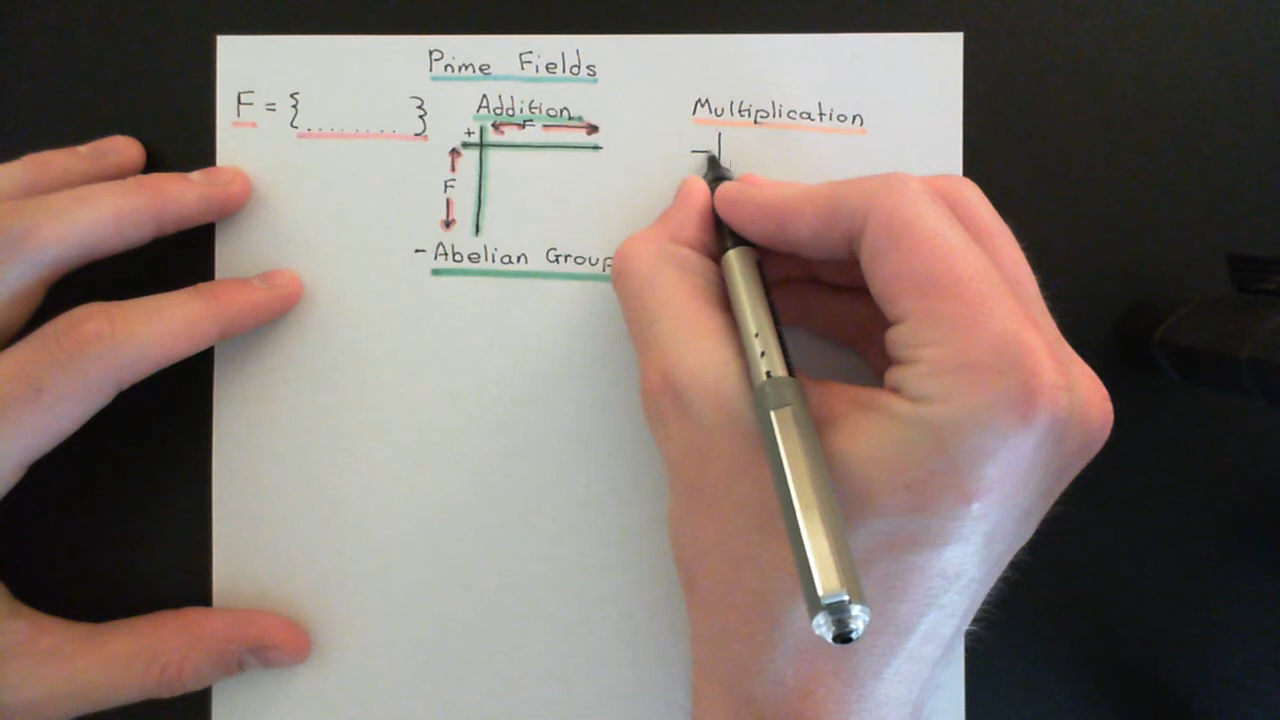 Prime Fields
F = {.........}
Addition
+ F
F
- Abelian Group
Multiplication